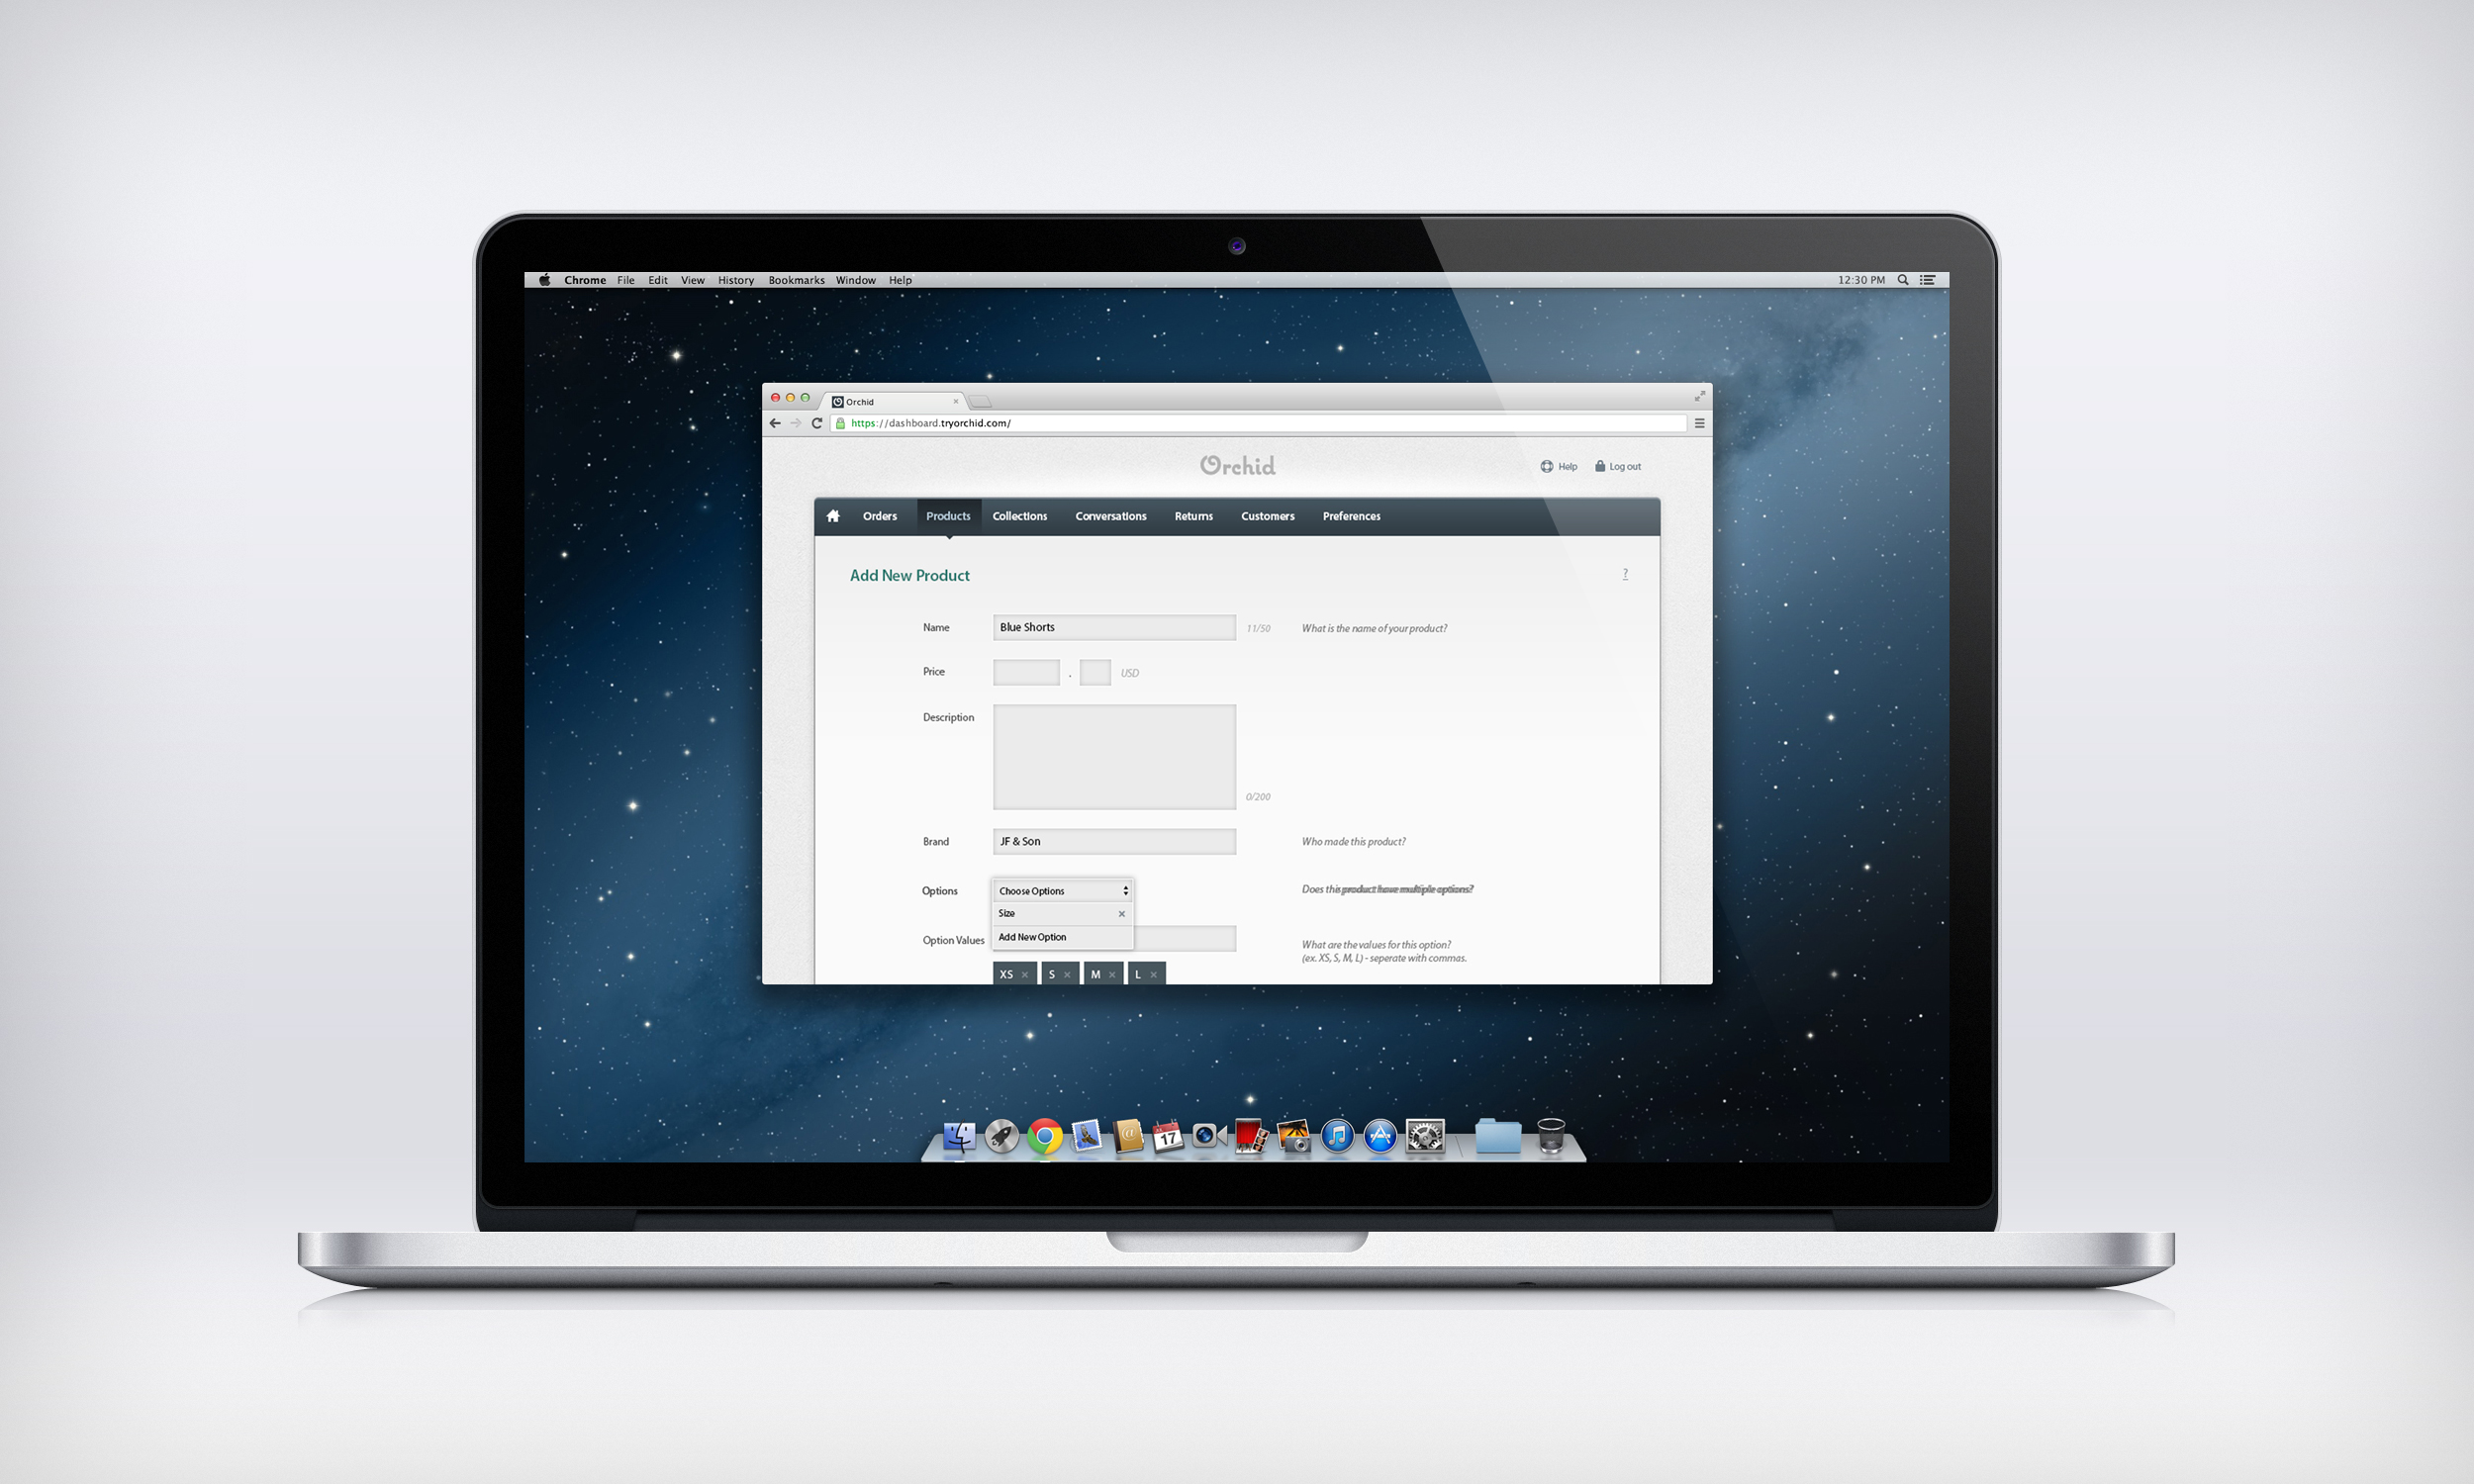 Chrome File Edit View History Bookmarks Window Help 12:30 PM
Orchid
https://dashboard.tryorchid.com/
Orchid
Help Log out
Orders Products Collections Conversations Returns Customers Preferences
Add New Product ?
Name Blue Shorts 11/50 What is the name of your product?
Price . USD
Description
0/200
Brand JF & Son Who made this product?
Options Choose Options Does this product have multiple options?
Size
Add New Option
Option Values What are the values for this option?
(ex. XS, S, M, L) - seperate with commas.
XS S M L
17